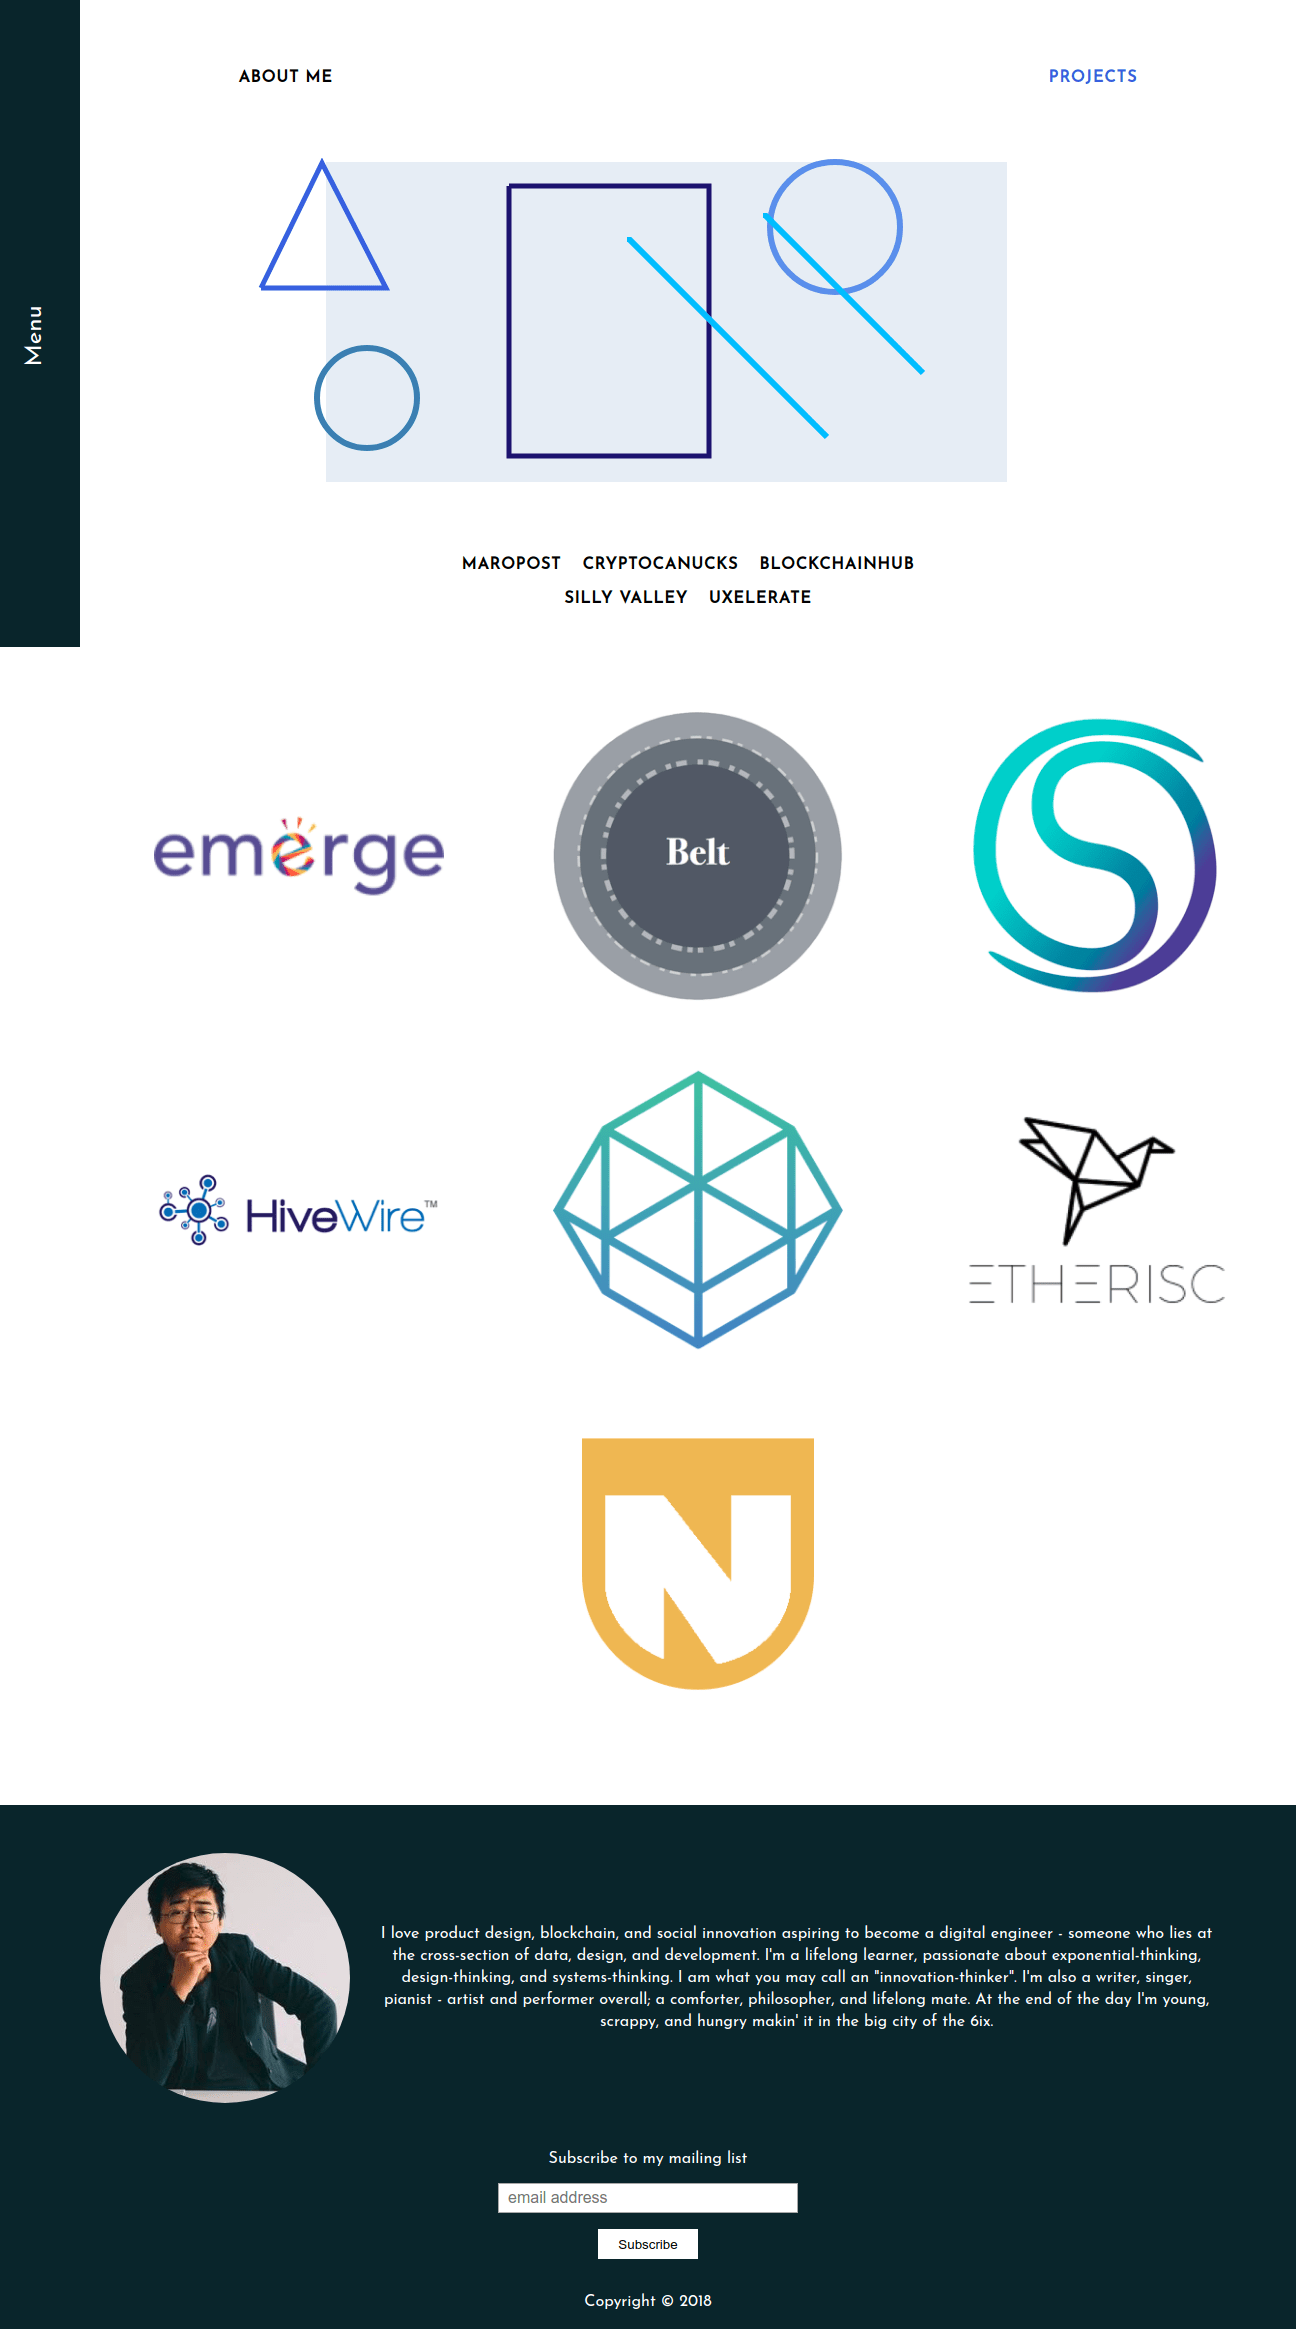 ABOUT ME
PROJECTS
Menu
MAROPOST CRYPTOCANUCKS BLOCKCHAINHUB
SILLY VALLEY UXELERATE
emerge
Belt
S
HiveWire™
ETHERISC
N
I love product design, blockchain, and social innovation aspiring to become a digital engineer - someone who lies at
the cross-section of data, design, and development. I'm a lifelong learner, passionate about exponential-thinking,
design-thinking, and systems-thinking. I am what you may call an "innovation-thinker". I'm also a writer, singer,
pianist - artist and performer overall; a comforter, philosopher, and lifelong mate. At the end of the day I'm young,
scrappy, and hungry makin' it in the big city of the 6ix.
Subscribe to my mailing list
email address
Subscribe
Copyright © 2018